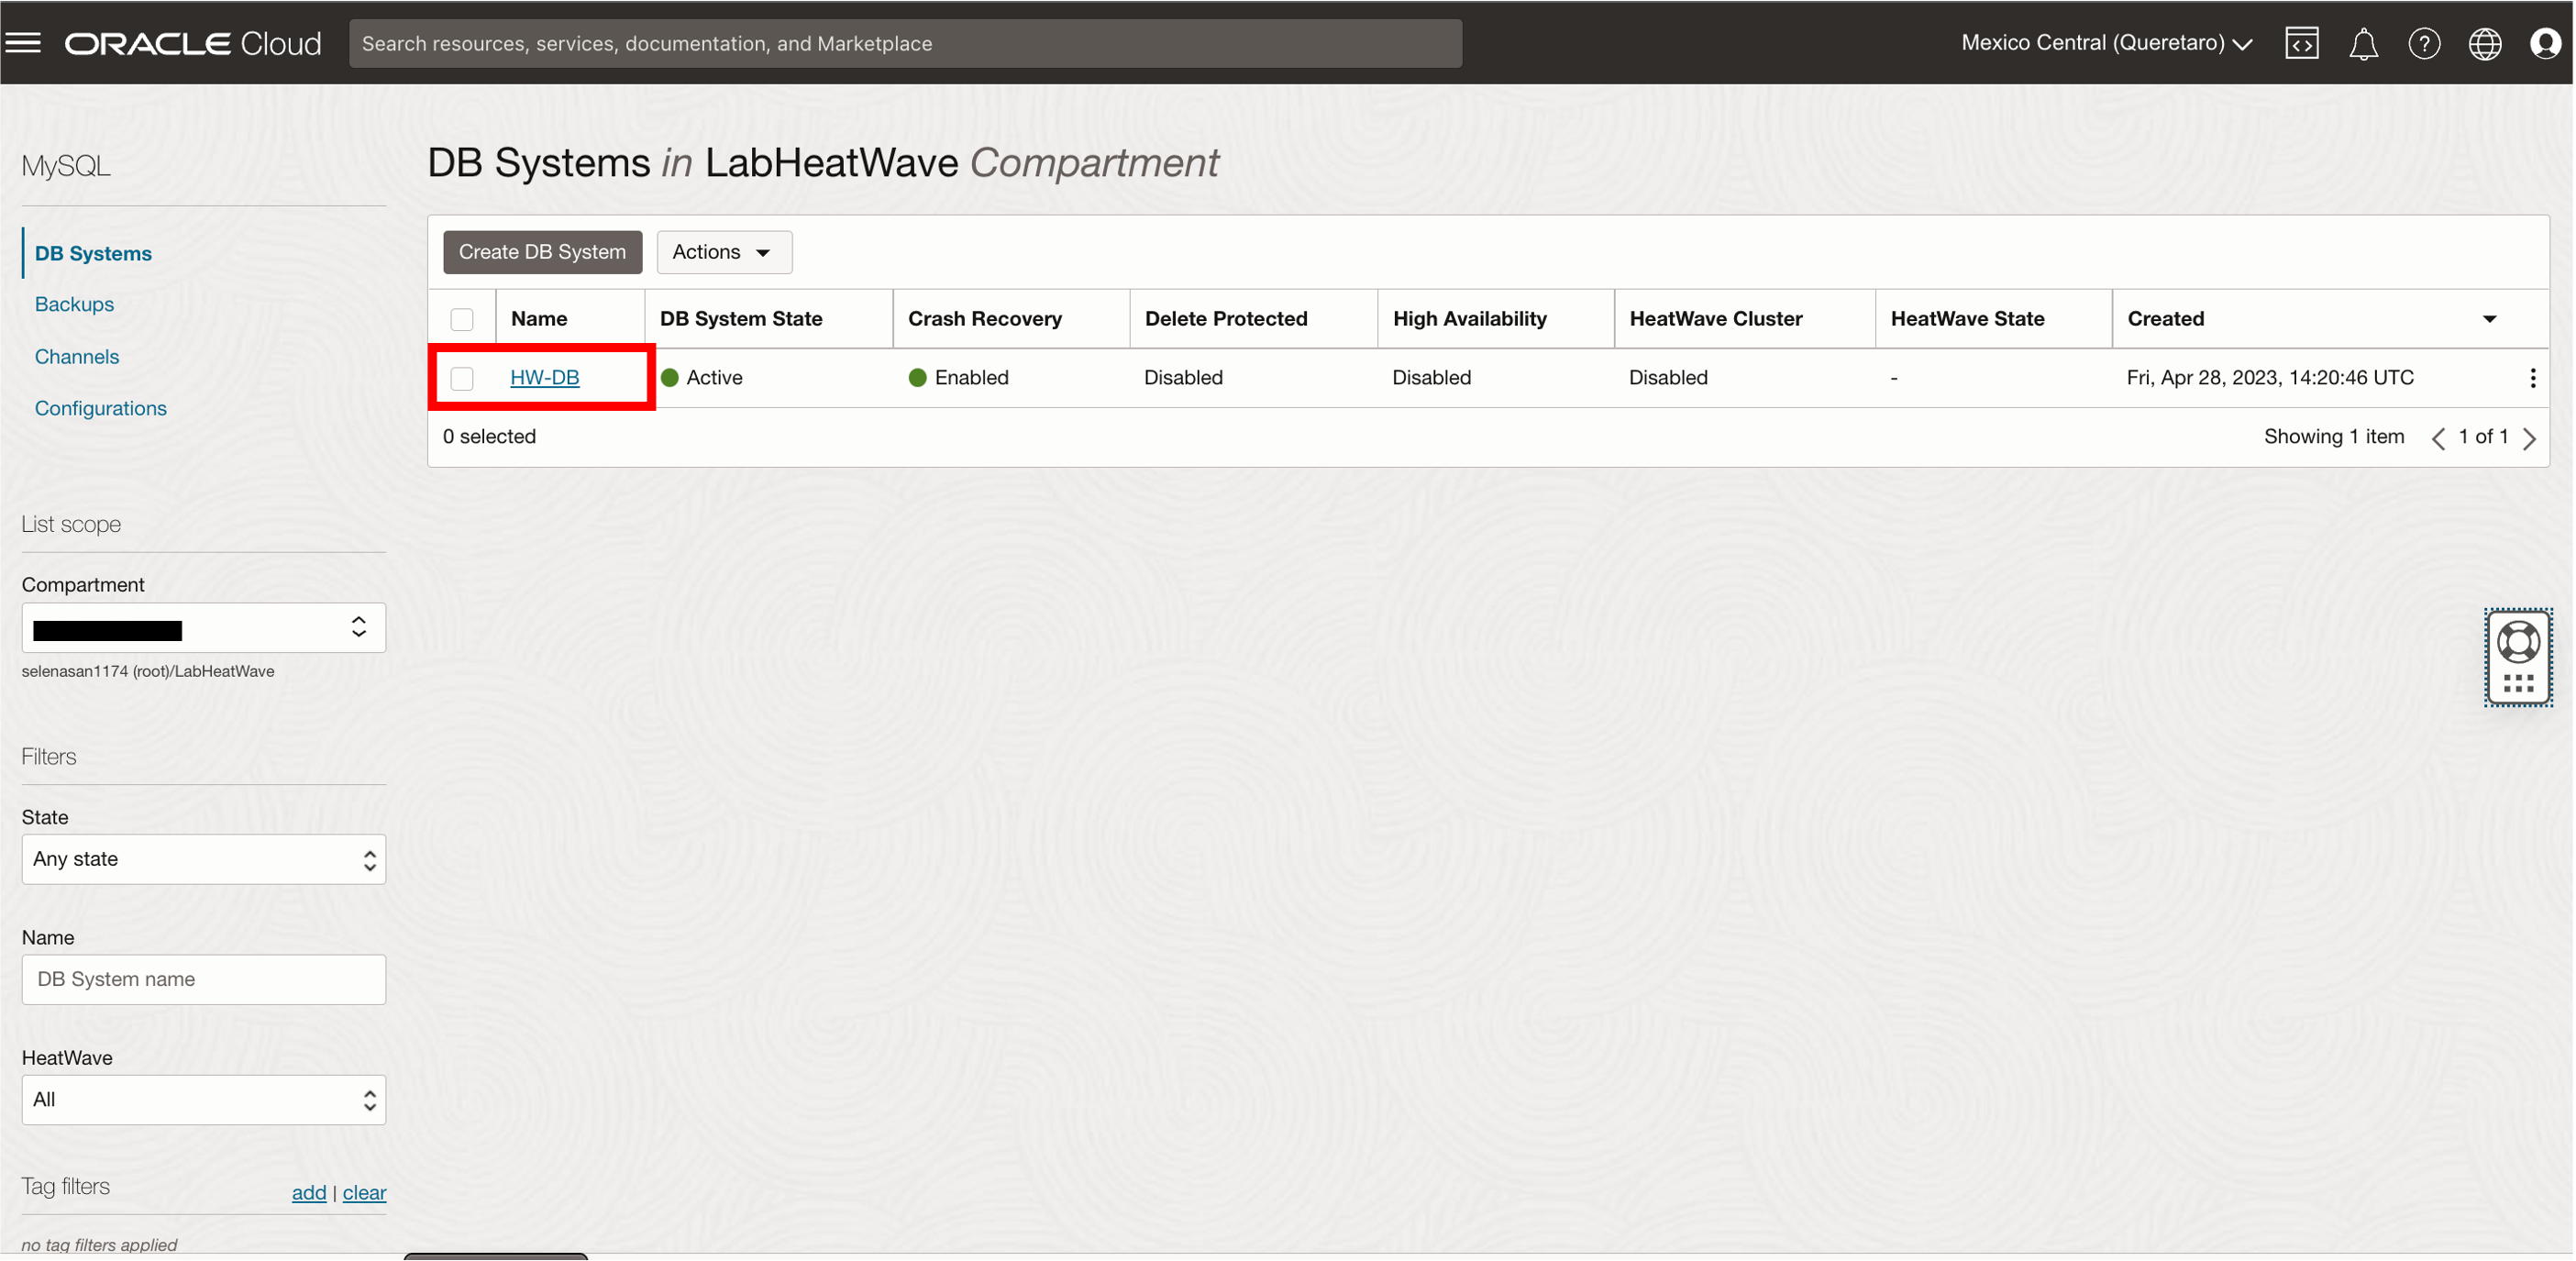 ORACLE Cloud
Search resources, services, documentation, and Marketplace
Mexico Central (Queretaro)
MySQL
DB Systems
Backups
Channels
Configurations
List scope
Compartment
selenasan1174 (root)/LabHeatWave
Filters
State
Any state
Name
DB System name
HeatWave
All
Tag filters
add | clear
no tag filters applied
DB Systems in LabHeatWave Compartment
Create DB System Actions
Name DB System State Crash Recovery Delete Protected High Availability HeatWave Cluster HeatWave State Created
HW-DB Active Enabled Disabled Disabled Disabled - Fri, Apr 28, 2023, 14:20:46 UTC
0 selected Showing 1 item 1 of 1